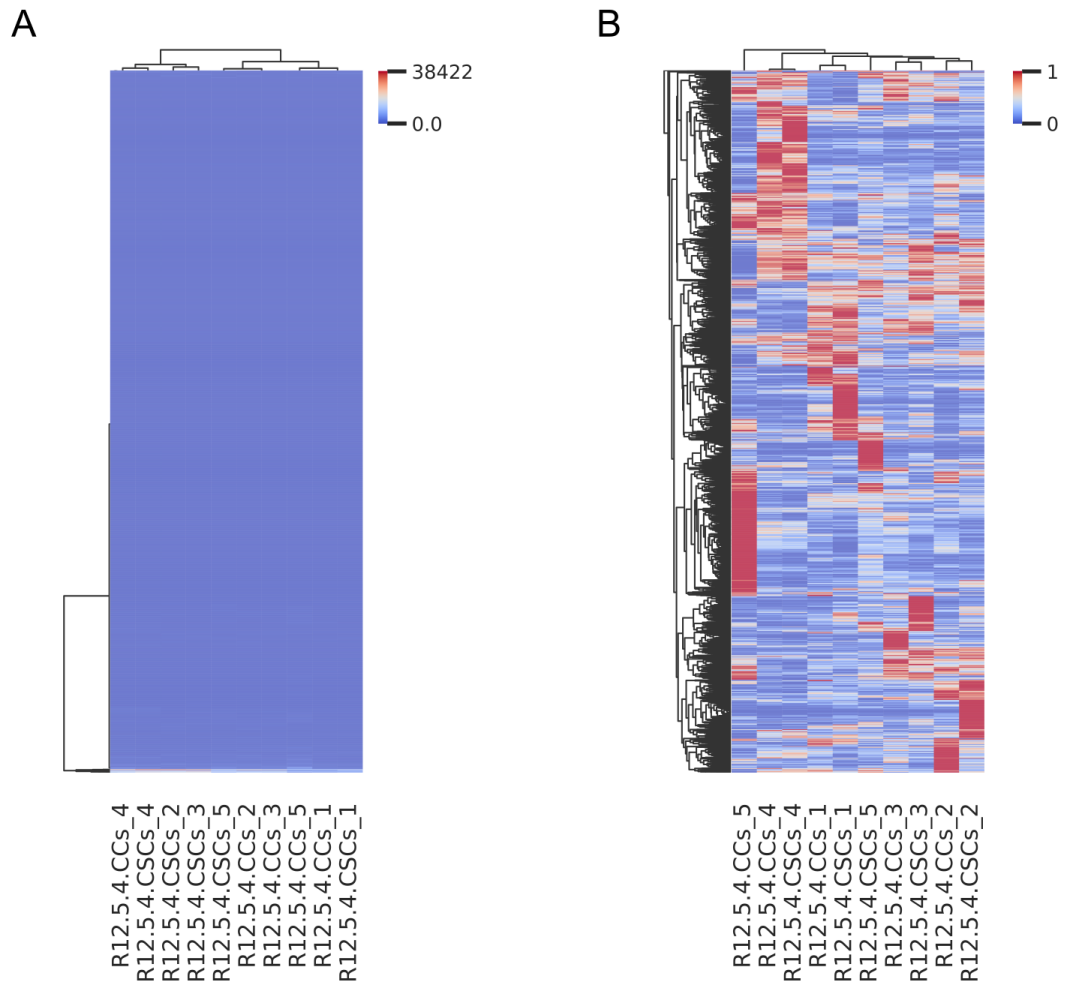 A
B
38422
0.0
1
0
R12.5.4.CCs_4
R12.5.4.CSCs_4
R12.5.4.CSCs_2
R12.5.4.CSCs_3
R12.5.4.CSCs_5
R12.5.4.CCs_2
R12.5.4.CCs_3
R12.5.4.CCs_5
R12.5.4.CCs_1
R12.5.4.CSCs_1
R12.5.4.CCs_5
R12.5.4.CCs_4
R12.5.4.CSCs_4
R12.5.4.CCs_1
R12.5.4.CSCs_1
R12.5.4.CSCs_5
R12.5.4.CCs_3
R12.5.4.CSCs_3
R12.5.4.CCs_2
R12.5.4.CSCs_2